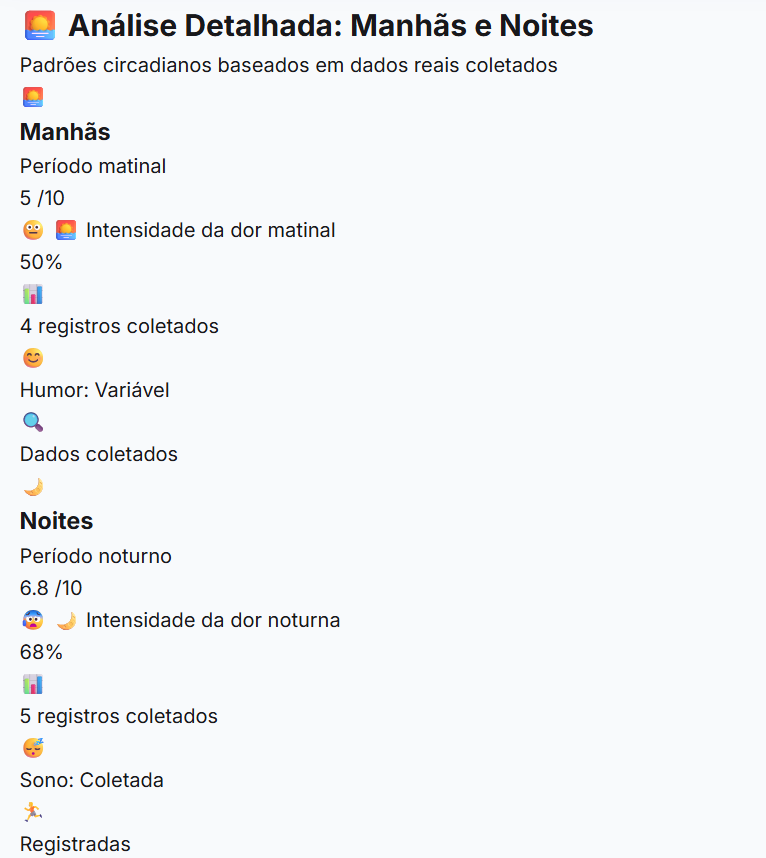 Análise Detalhada: Manhãs e Noites
Padrões circadianos baseados em dados reais coletados
Manhãs
Período matinal
5 /10
Intensidade da dor matinal
50%
4 registros coletados
Humor: Variável
Dados coletados
Noites
Período noturno
6.8 /10
Intensidade da dor noturna
68%
5 registros coletados
Sono: Coletada
Registradas